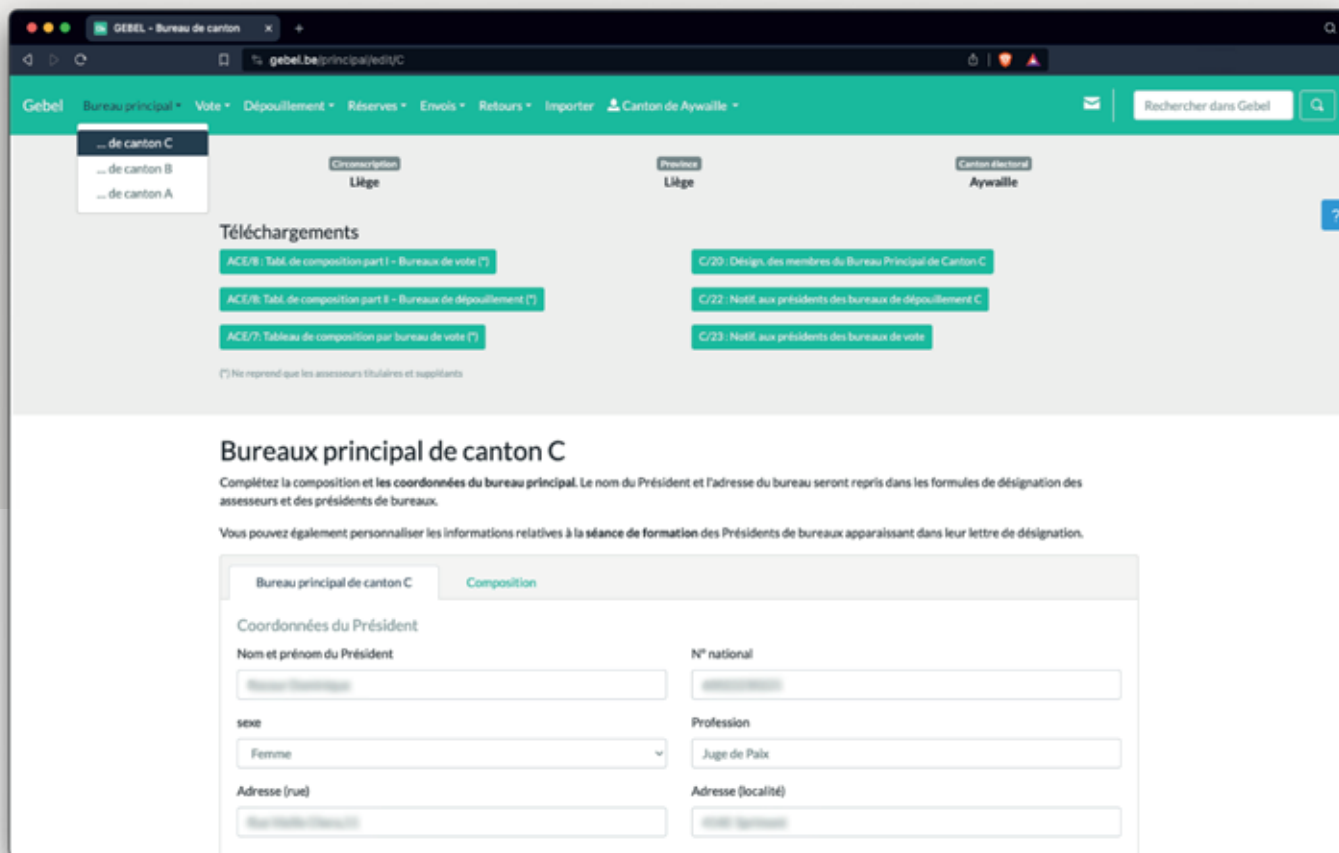 GEBEL - Bureau de canton
gebel.be/principal/edit/C
Gebel Bureau principal Vote Dépouillement Réserves Envois Retours Importer Canton de Aywaille Rechercher dans Gebel
... de canton C
... de canton B
... de canton A
Circonscription Province Canton électoral
Liège Liège Aywaille
?
Téléchargements
ACE/8 : Tabl. de composition part I - Bureaux de vote (*) C/20 : Désign. des membres du Bureau Principal de Canton C
ACE/8: Tabl. de composition part II - Bureaux de dépouillement (*) C/22 : Notif. aux présidents des bureaux de dépouillement C
ACE/7: Tableau de composition par bureau de vote (*) C/23 : Notif. aux présidents des bureaux de vote
(*) Ne reprend que les assesseurs titulaires et suppléants
Bureaux principal de canton C
Complétez la composition et les coordonnées du bureau principal. Le nom du Président et l'adresse du bureau seront repris dans les formules de désignation des
assesseurs et des présidents de bureaux.
Vous pouvez également personnaliser les informations relatives à la séance de formation des Présidents de bureaux apparaissant dans leur lettre de désignation.
Bureau principal de canton C Composition
Coordonnées du Président
Nom et prénom du Président N° national
sexe Profession
Femme Juge de Paix
Adresse (rue) Adresse (localité)